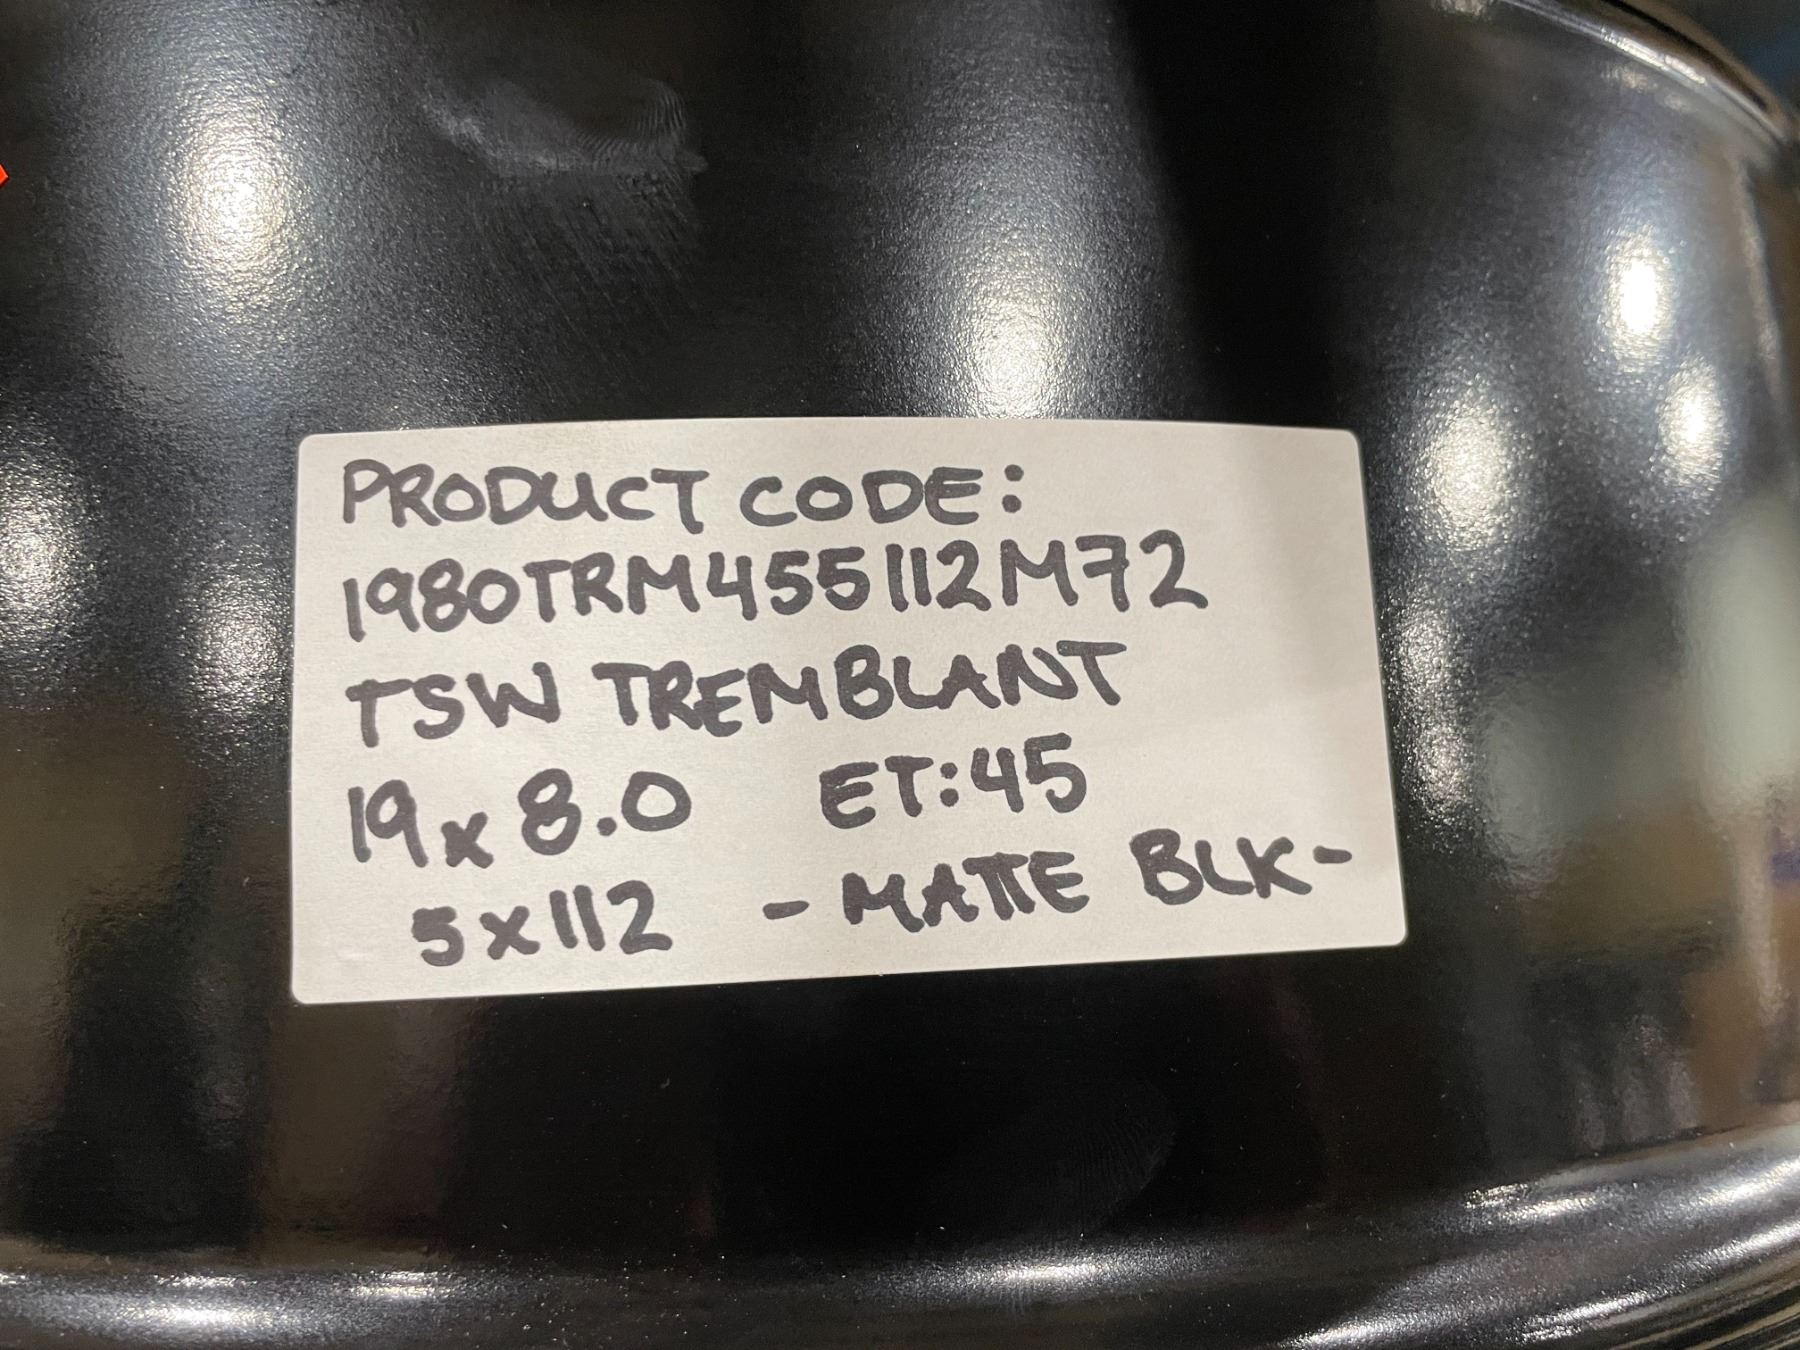 PRODUCT CODE:
1980TRM455112M72
TSW TREMBLANT
19x8.0 ET:45
5x112 -MATTE BLK-